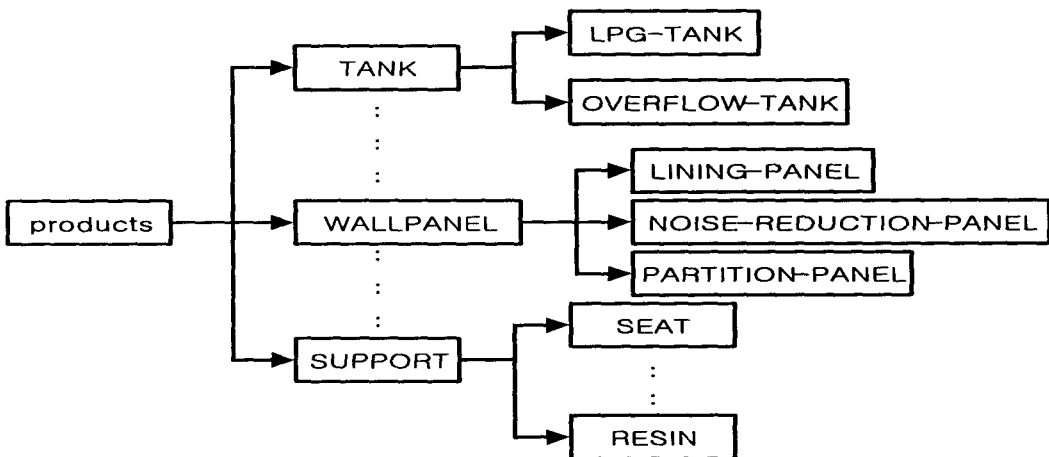 products
TANK
LPG-TANK
OVERFLOW-TANK
WALLPANEL
LINING-PANEL
NOISE-REDUCTION-PANEL
PARTITION-PANEL
SUPPORT
SEAT
RESIN